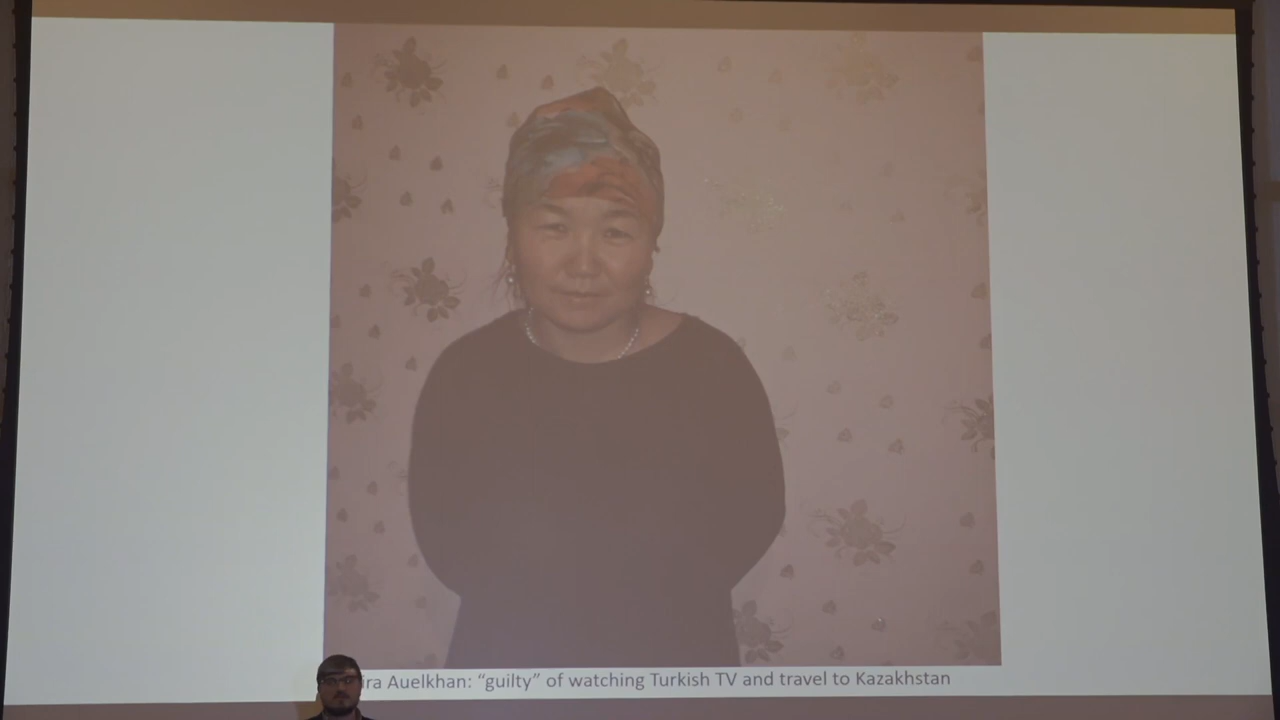 ira Auelkhan: “guilty” of watching Turkish TV and travel to Kazakhstan